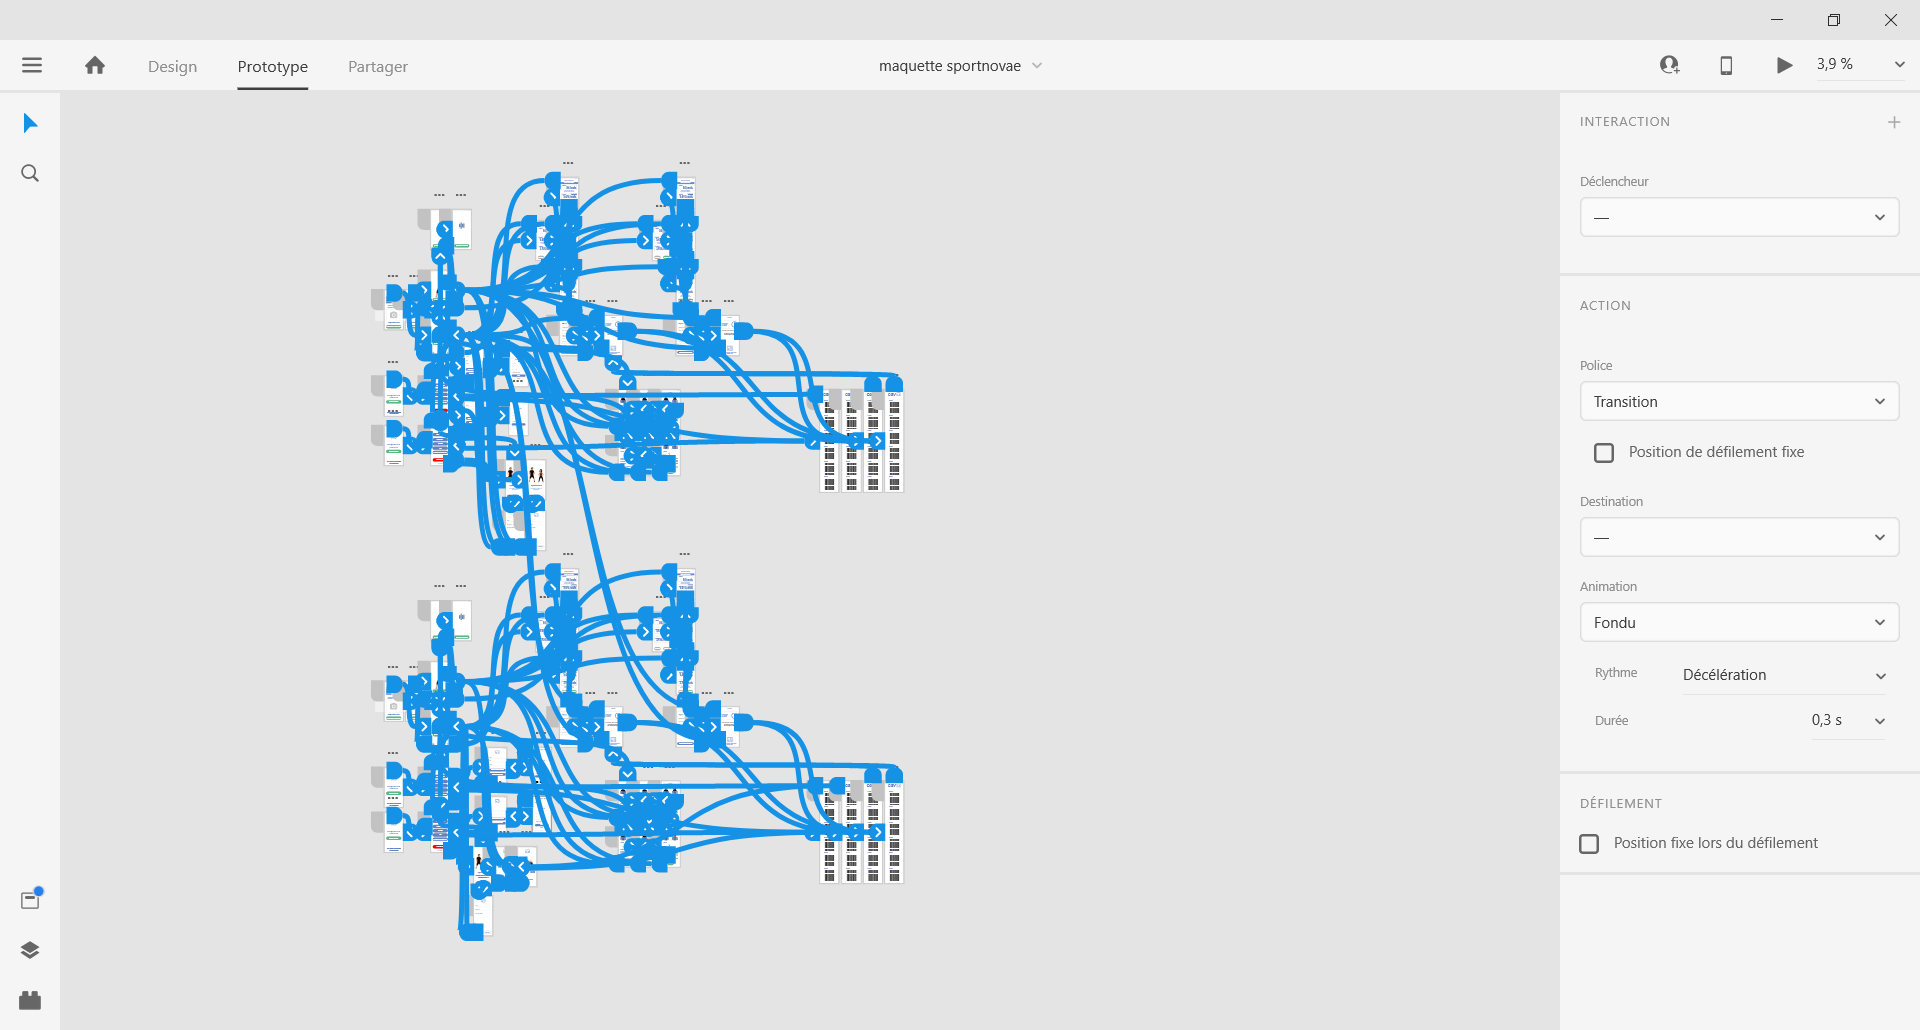 Design
Prototype
Partager
maquette sportnovae
3,9 %
INTERACTION
Déclencheur
—
ACTION
Police
Transition
Position de défilement fixe
Destination
—
Animation
Fondu
Rythme
Décélération
Durée
0,3 s
DÉFILEMENT
Position fixe lors du défilement